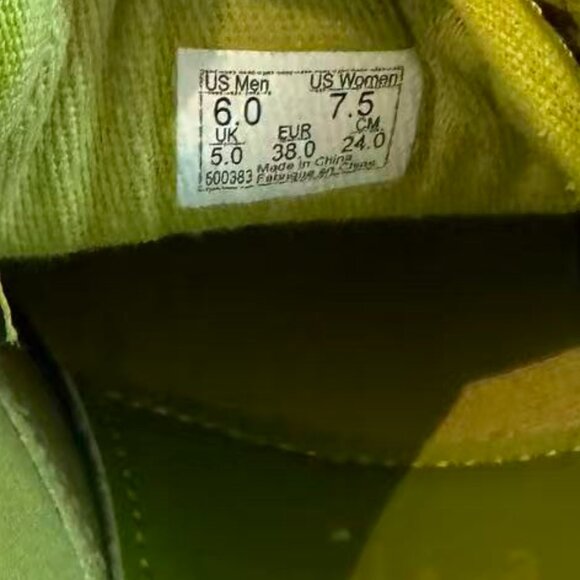 US Men US Women
6.0 7.5
UK EUR CM
5.0 38.0 24.0
500383 Made in China
Fabriqué en Chine